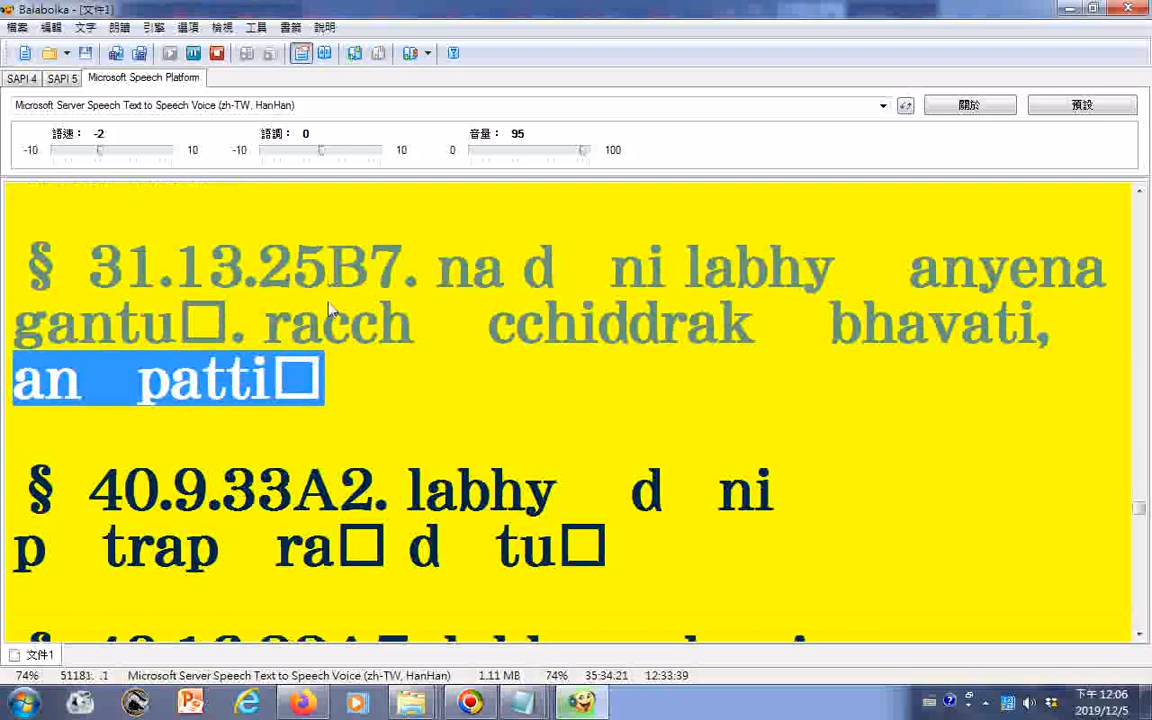 Balabolka - [文件1]
檔案 編輯 文字 朗讀 引擎 選項 檢視 工具 書籤 說明
SAPI 4 SAPI 5 Microsoft Speech Platform
Microsoft Server Speech Text to Speech Voice (zh-TW, HanHan) 關於 預設
語速： -2 語調： 0 音量： 95
-10 10 -10 10 0 100
§ 31.13.25B7. na d ni labhy anyena
gantu□. racch cchiddrak bhavati,
an patti□
§ 40.9.33A2. labhy d ni
p trap ra□ d tu□
文件1
74% 51181. .1 Microsoft Server Speech Text to Speech Voice (zh-TW, HanHan) 1.11 MB 74% 35:34.21 12:33:39
下午 12:06
2019/12/5